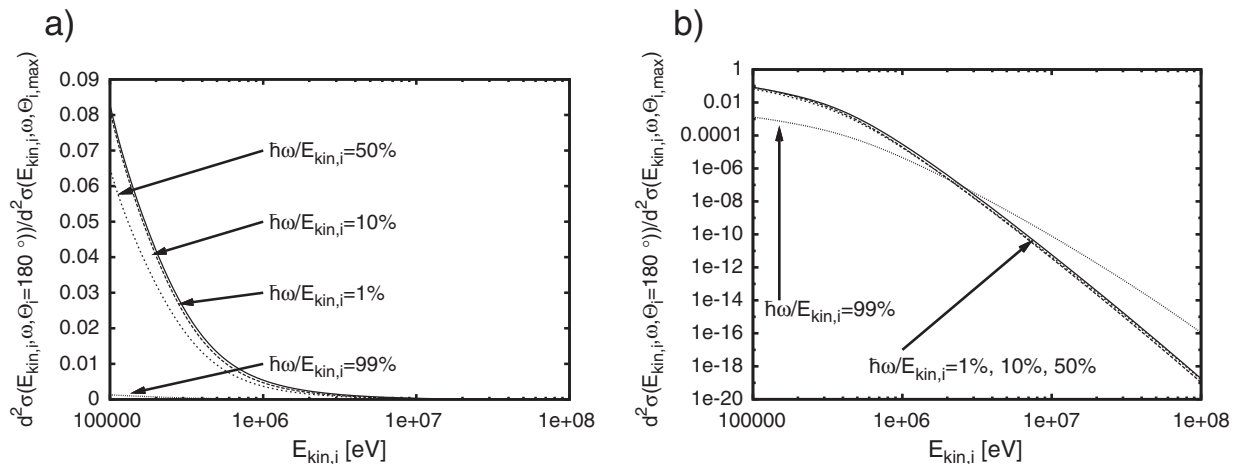 a)
d²σ(E_kin,i,ω,Θ_i=180 °))/d²σ(E_kin,i,ω,Θ_i,max)
0.09
0.08
0.07
0.06
0.05
0.04
0.03
0.02
0.01
0
ħω/E_kin,i=50%
ħω/E_kin,i=10%
ħω/E_kin,i=1%
ħω/E_kin,i=99%
100000 1e+06 1e+07 1e+08
E_kin,i [eV]
b)
d²σ(E_kin,i,ω,Θ_i=180 °))/d²σ(E_kin,i,ω,Θ_i,max)
1
0.01
0.0001
1e-06
1e-08
1e-10
1e-12
1e-14
1e-16
1e-18
1e-20
ħω/E_kin,i=99%
ħω/E_kin,i=1%, 10%, 50%
100000 1e+06 1e+07 1e+08
E_kin,i [eV]